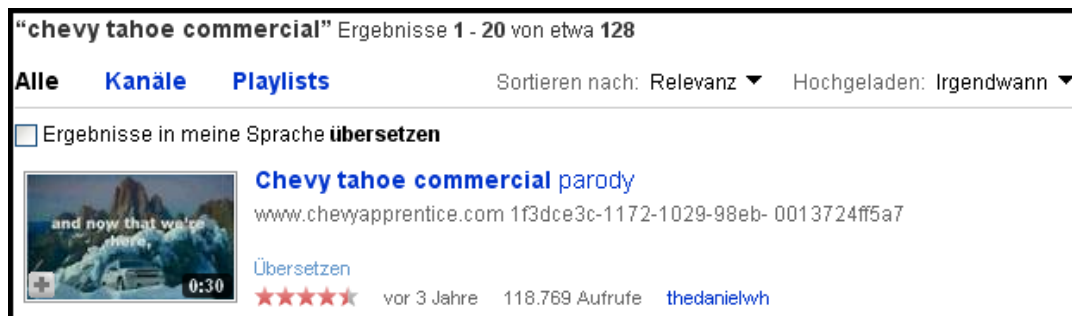 “chevy tahoe commercial” Ergebnisse 1 - 20 von etwa 128
Alle Kanäle Playlists Sortieren nach: Relevanz Hochgeladen: Irgendwann
Ergebnisse in meine Sprache übersetzen
Chevy tahoe commercial parody
www.chevyapprentice.com 1f3dce3c-1172-1029-98eb- 0013724ff5a7
and now that we're
here,
0:30
Übersetzen
vor 3 Jahre 118.769 Aufrufe thedanielwh